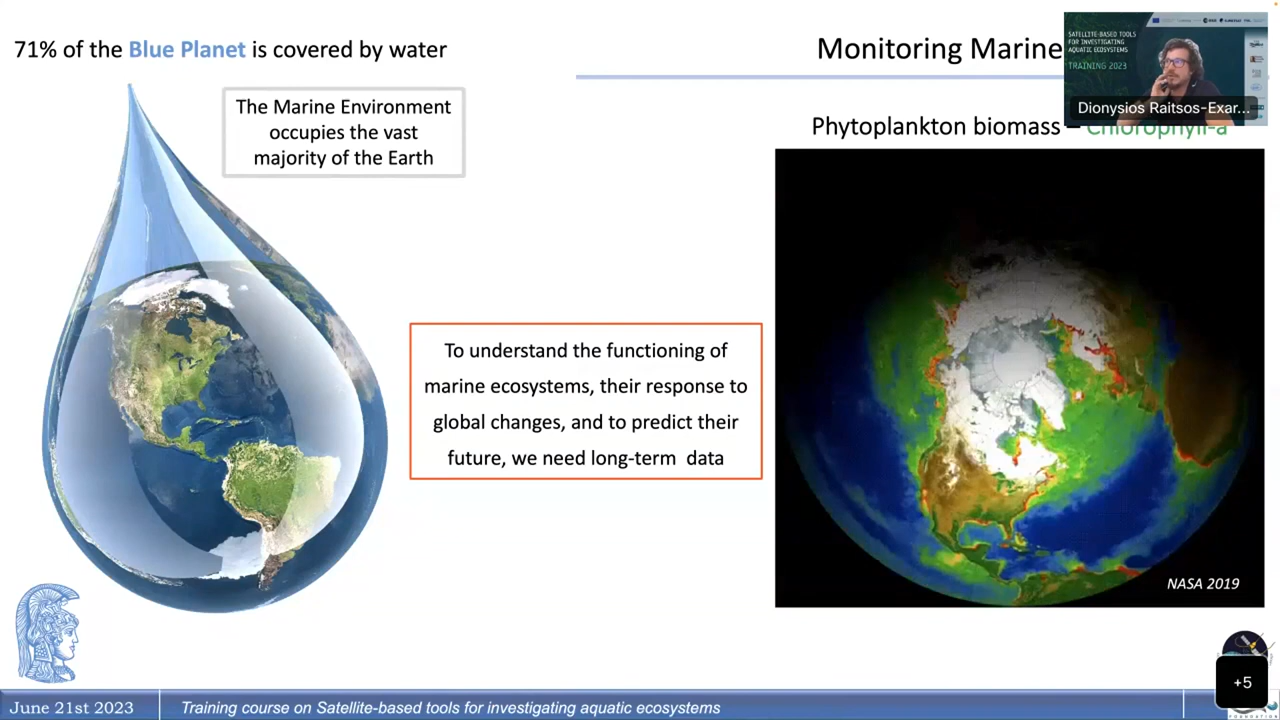 71% of the Blue Planet is covered by water
Monitoring Marine
The Marine Environment
occupies the vast
majority of the Earth
Phytoplankton biomass – Chlorophyll-a
SATELLITE-BASED TOOLS
FOR INVESTIGATING
AQUATIC ECOSYSTEMS
TRAINING 2023
Dionysios Raitsos-Exar...
To understand the functioning of
marine ecosystems, their response to
global changes, and to predict their
future, we need long-term data
NASA 2019
+5
June 21st 2023
Training course on Satellite-based tools for investigating aquatic ecosystems